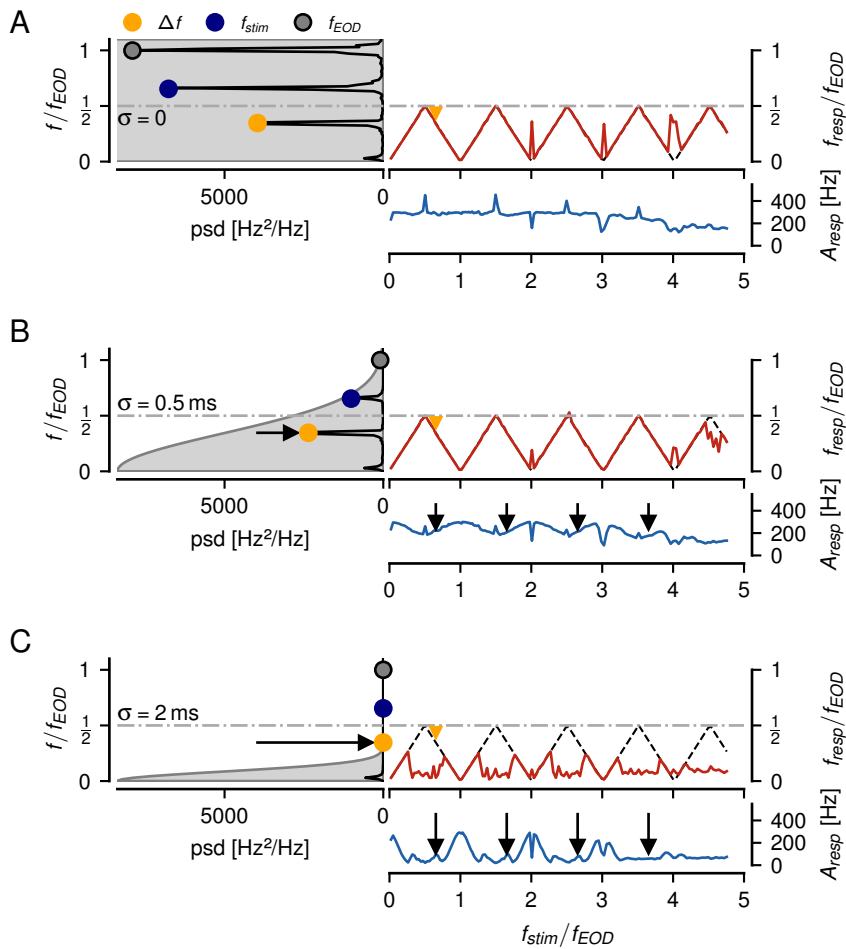 A
Δf f_stim f_EOD
1
1/2
0
f/f_EOD
σ = 0
5000 0
psd [Hz²/Hz]
1
1/2
0
f_resp/f_EOD
400
200
0
A_resp [Hz]
0 1 2 3 4 5
B
1
1/2
0
f/f_EOD
σ = 0.5 ms
5000 0
psd [Hz²/Hz]
1
1/2
0
f_resp/f_EOD
400
200
0
A_resp [Hz]
0 1 2 3 4 5
C
1
1/2
0
f/f_EOD
σ = 2 ms
5000 0
psd [Hz²/Hz]
1
1/2
0
f_resp/f_EOD
400
200
0
A_resp [Hz]
0 1 2 3 4 5
f_stim/f_EOD